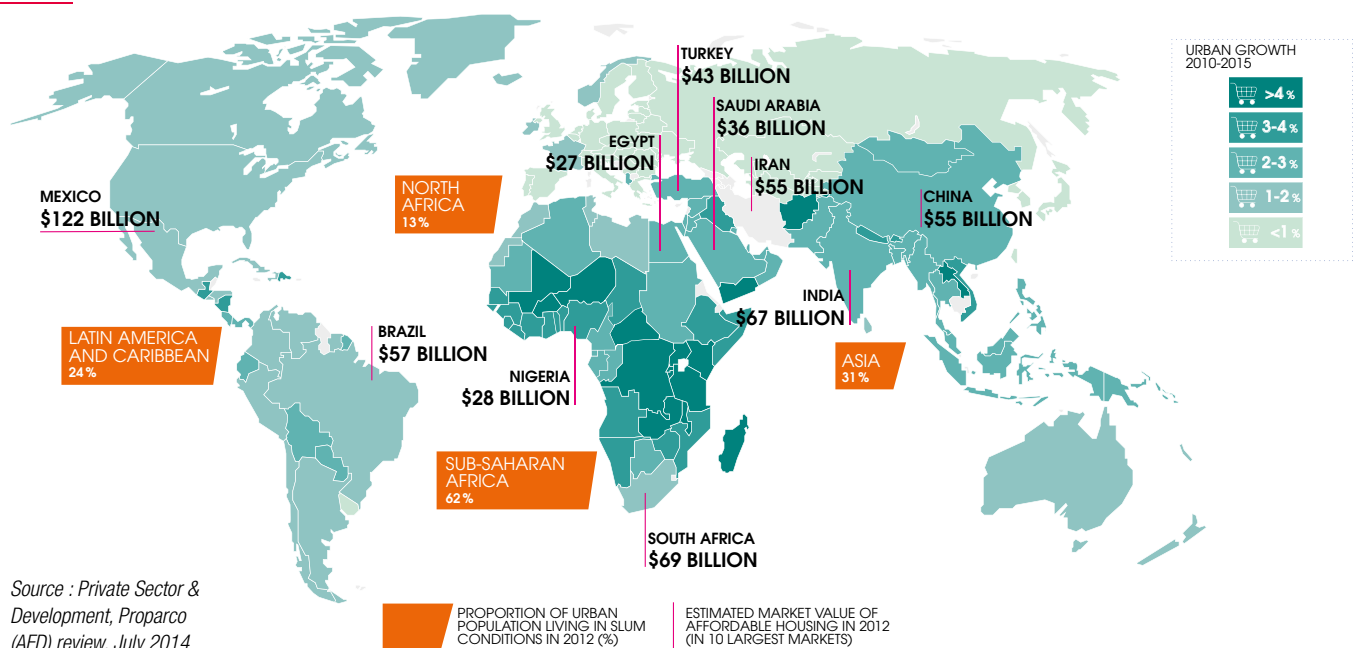 TURKEY
$43 BILLION
SAUDI ARABIA
$36 BILLION
EGYPT
$27 BILLION
IRAN
$55 BILLION
CHINA
$55 BILLION
MEXICO
$122 BILLION
NORTH
AFRICA
13%
INDIA
$67 BILLION
LATIN AMERICA
AND CARIBBEAN
24%
BRAZIL
$57 BILLION
NIGERIA
$28 BILLION
ASIA
31%
SUB-SAHARAN
AFRICA
62%
SOUTH AFRICA
$69 BILLION
URBAN GROWTH
2010-2015
>4 %
3-4 %
2-3 %
1-2 %
<1 %
Source : Private Sector &
Development, Proparco
(AFD) review, July 2014
PROPORTION OF URBAN
POPULATION LIVING IN SLUM
CONDITIONS IN 2012 (%)
ESTIMATED MARKET VALUE OF
AFFORDABLE HOUSING IN 2012
(IN 10 LARGEST MARKETS)